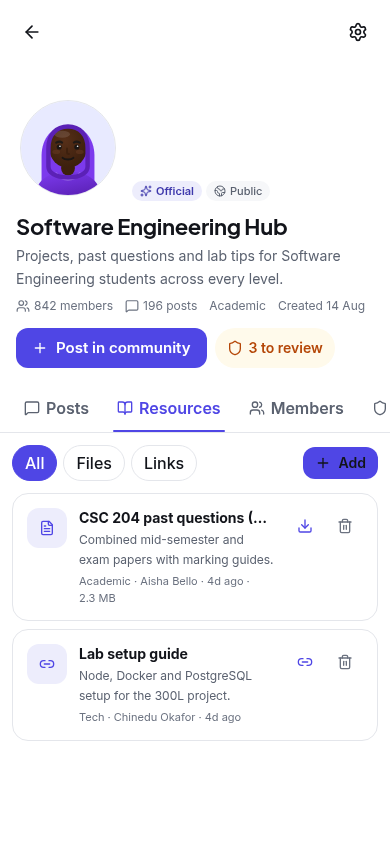 Official
Public
Software Engineering Hub
Projects, past questions and lab tips for Software
Engineering students across every level.
842 members 196 posts Academic Created 14 Aug
Post in community
3 to review
Posts Resources Members
All Files Links Add
CSC 204 past questions (...
Combined mid-semester and
exam papers with marking guides.
Academic · Aisha Bello · 4d ago ·
2.3 MB
Lab setup guide
Node, Docker and PostgreSQL
setup for the 300L project.
Tech · Chinedu Okafor · 4d ago